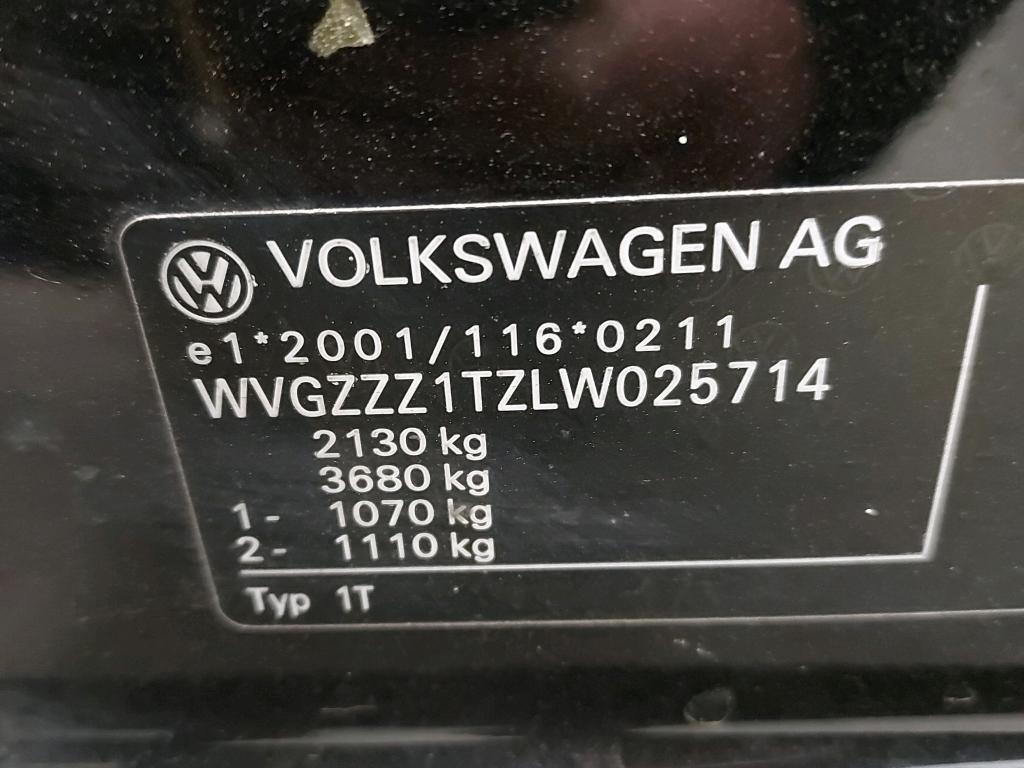 VOLKSWAGEN AG
e1*2001/116*0211
WVGZZZ1TZLW025714
2130 kg
3680 kg
1- 1070 kg
2- 1110 kg
Typ 1T